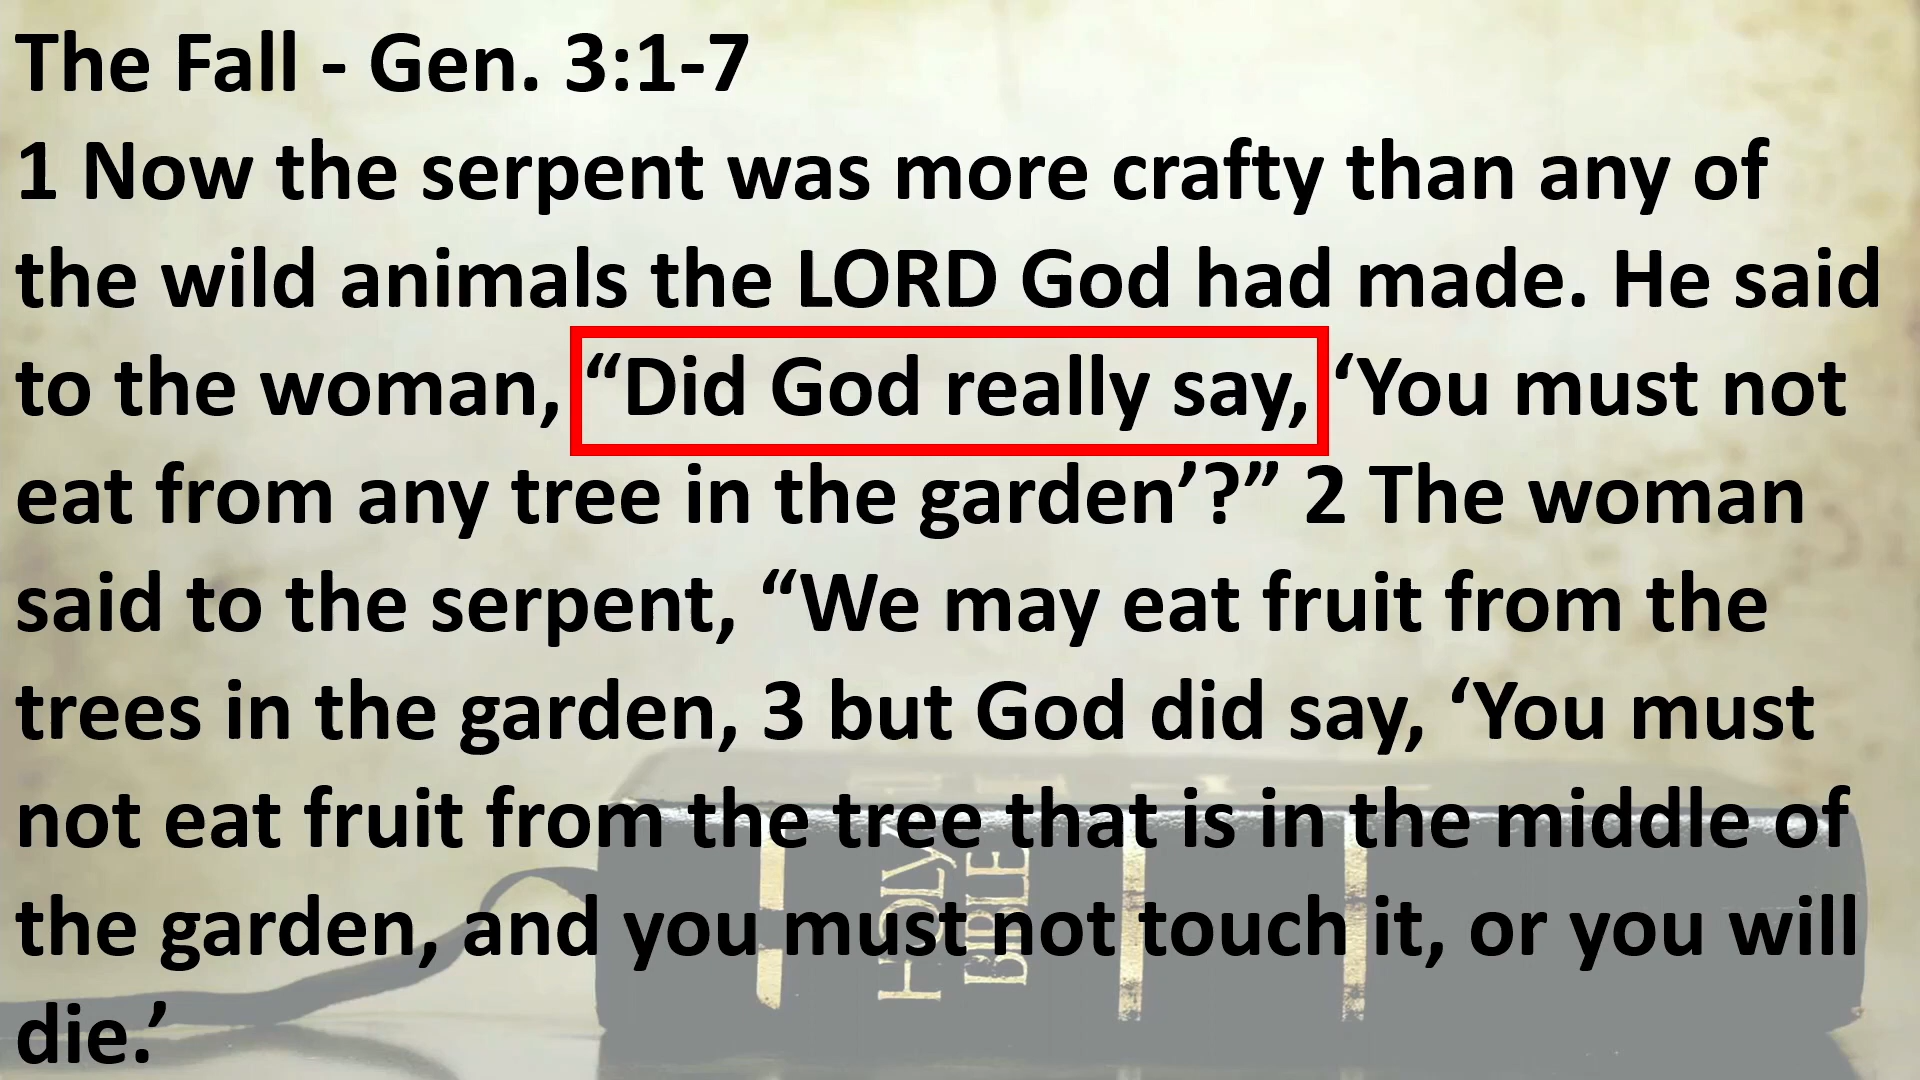 The Fall - Gen. 3:1-7
1 Now the serpent was more crafty than any of
the wild animals the LORD God had made. He said
to the woman, “Did God really say, ‘You must not
eat from any tree in the garden’?” 2 The woman
said to the serpent, “We may eat fruit from the
trees in the garden, 3 but God did say, ‘You must
not eat fruit from the tree that is in the middle of
the garden, and you must not touch it, or you will
die.’
HOLY
BIBLE